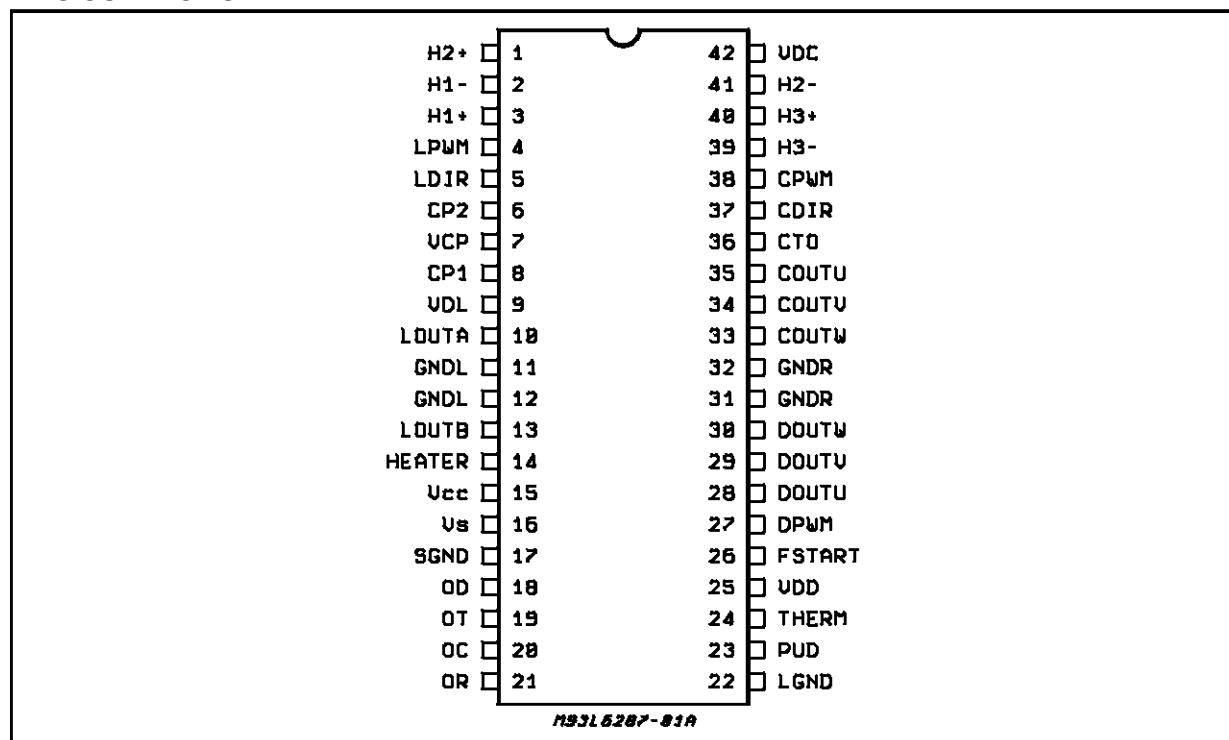 H2+ 1 42 VDC
H1- 2 41 H2-
H1+ 3 40 H3+
LPWM 4 39 H3-
LDIR 5 38 CPWM
CP2 6 37 CDIR
VCP 7 36 CTO
CP1 8 35 COUTU
VDL 9 34 COUTV
LOUTA 10 33 COUTW
GNDL 11 32 GNDR
GNDL 12 31 GNDR
LOUTB 13 30 DOUTW
HEATER 14 29 DOUTV
Vcc 15 28 DOUTU
Vs 16 27 DPWM
SGND 17 26 FSTART
OD 18 25 VDD
OT 19 24 THERM
OC 20 23 PUD
OR 21 22 LGND
M93L6287-01A